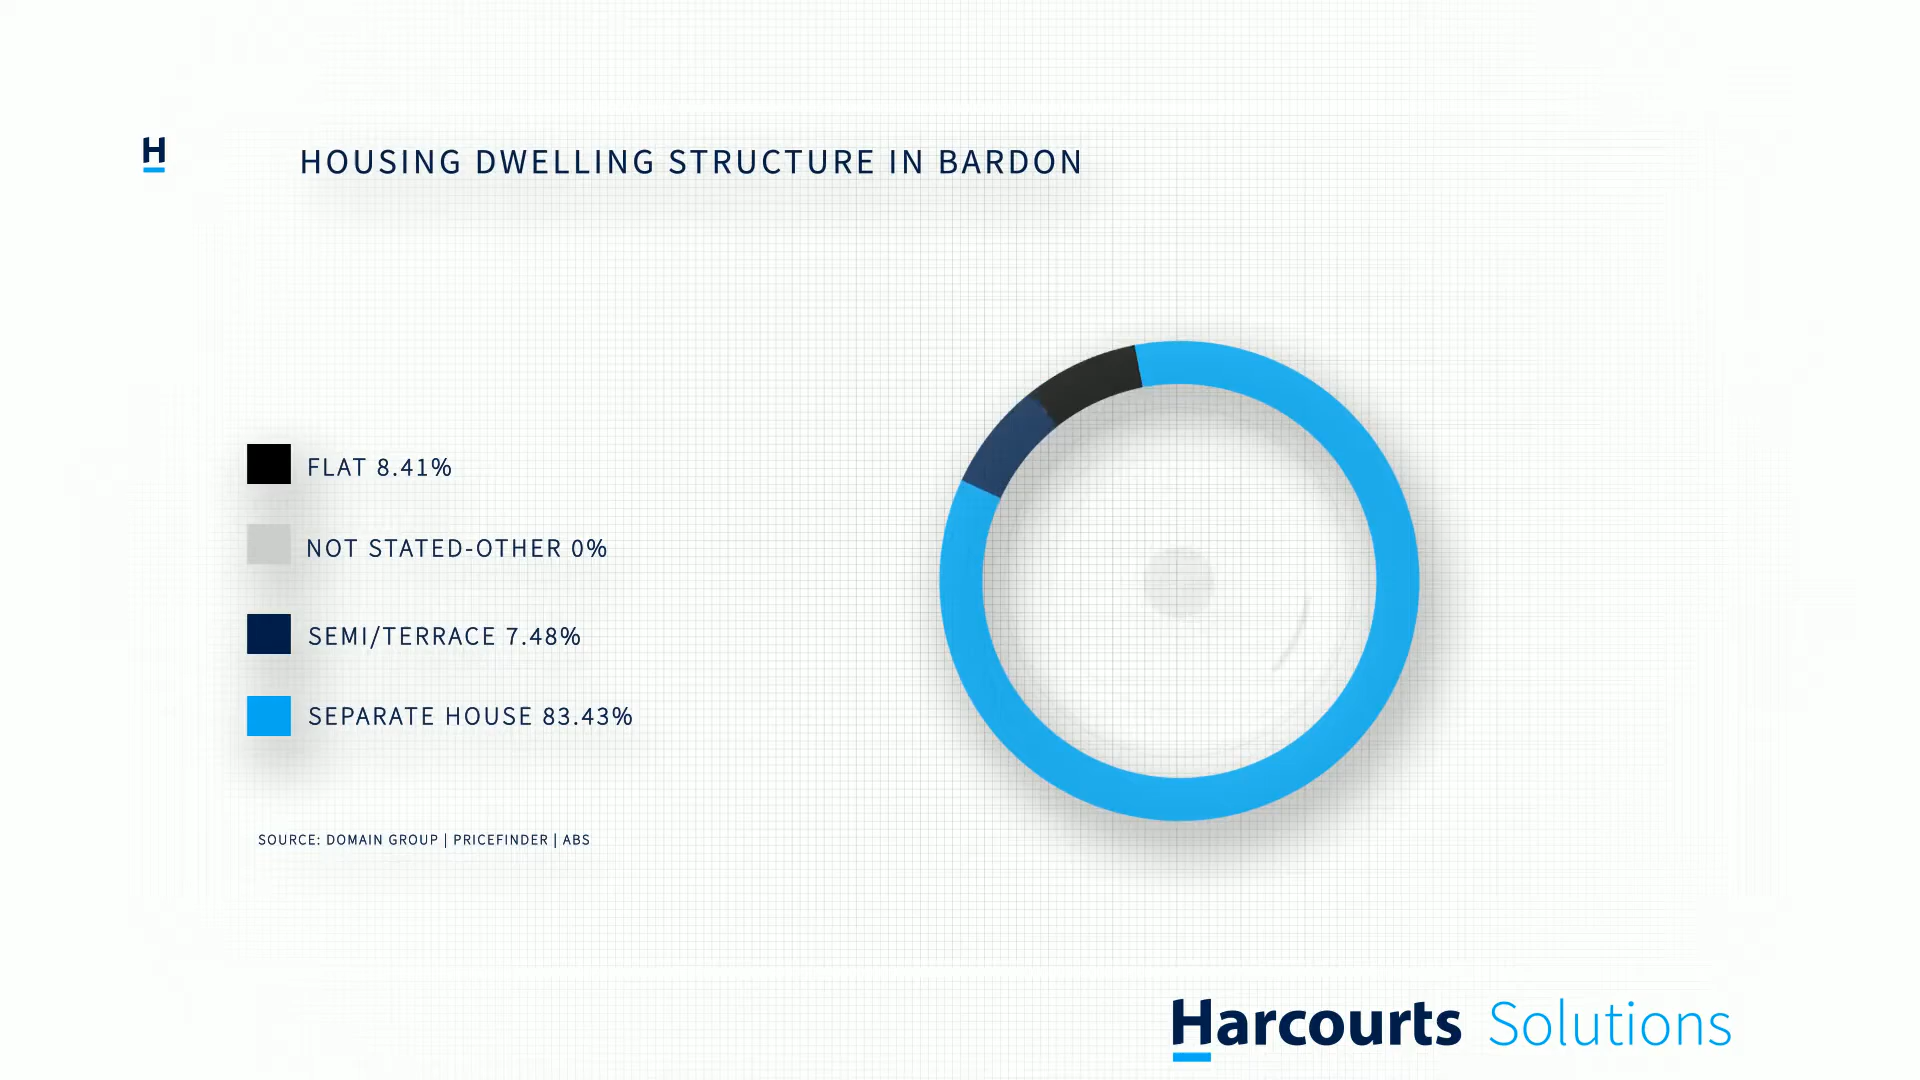 H
HOUSING DWELLING STRUCTURE IN BARDON
FLAT 8.41%
NOT STATED-OTHER 0%
SEMI/TERRACE 7.48%
SEPARATE HOUSE 83.43%
SOURCE: DOMAIN GROUP | PRICEFINDER | ABS
Harcourts Solutions